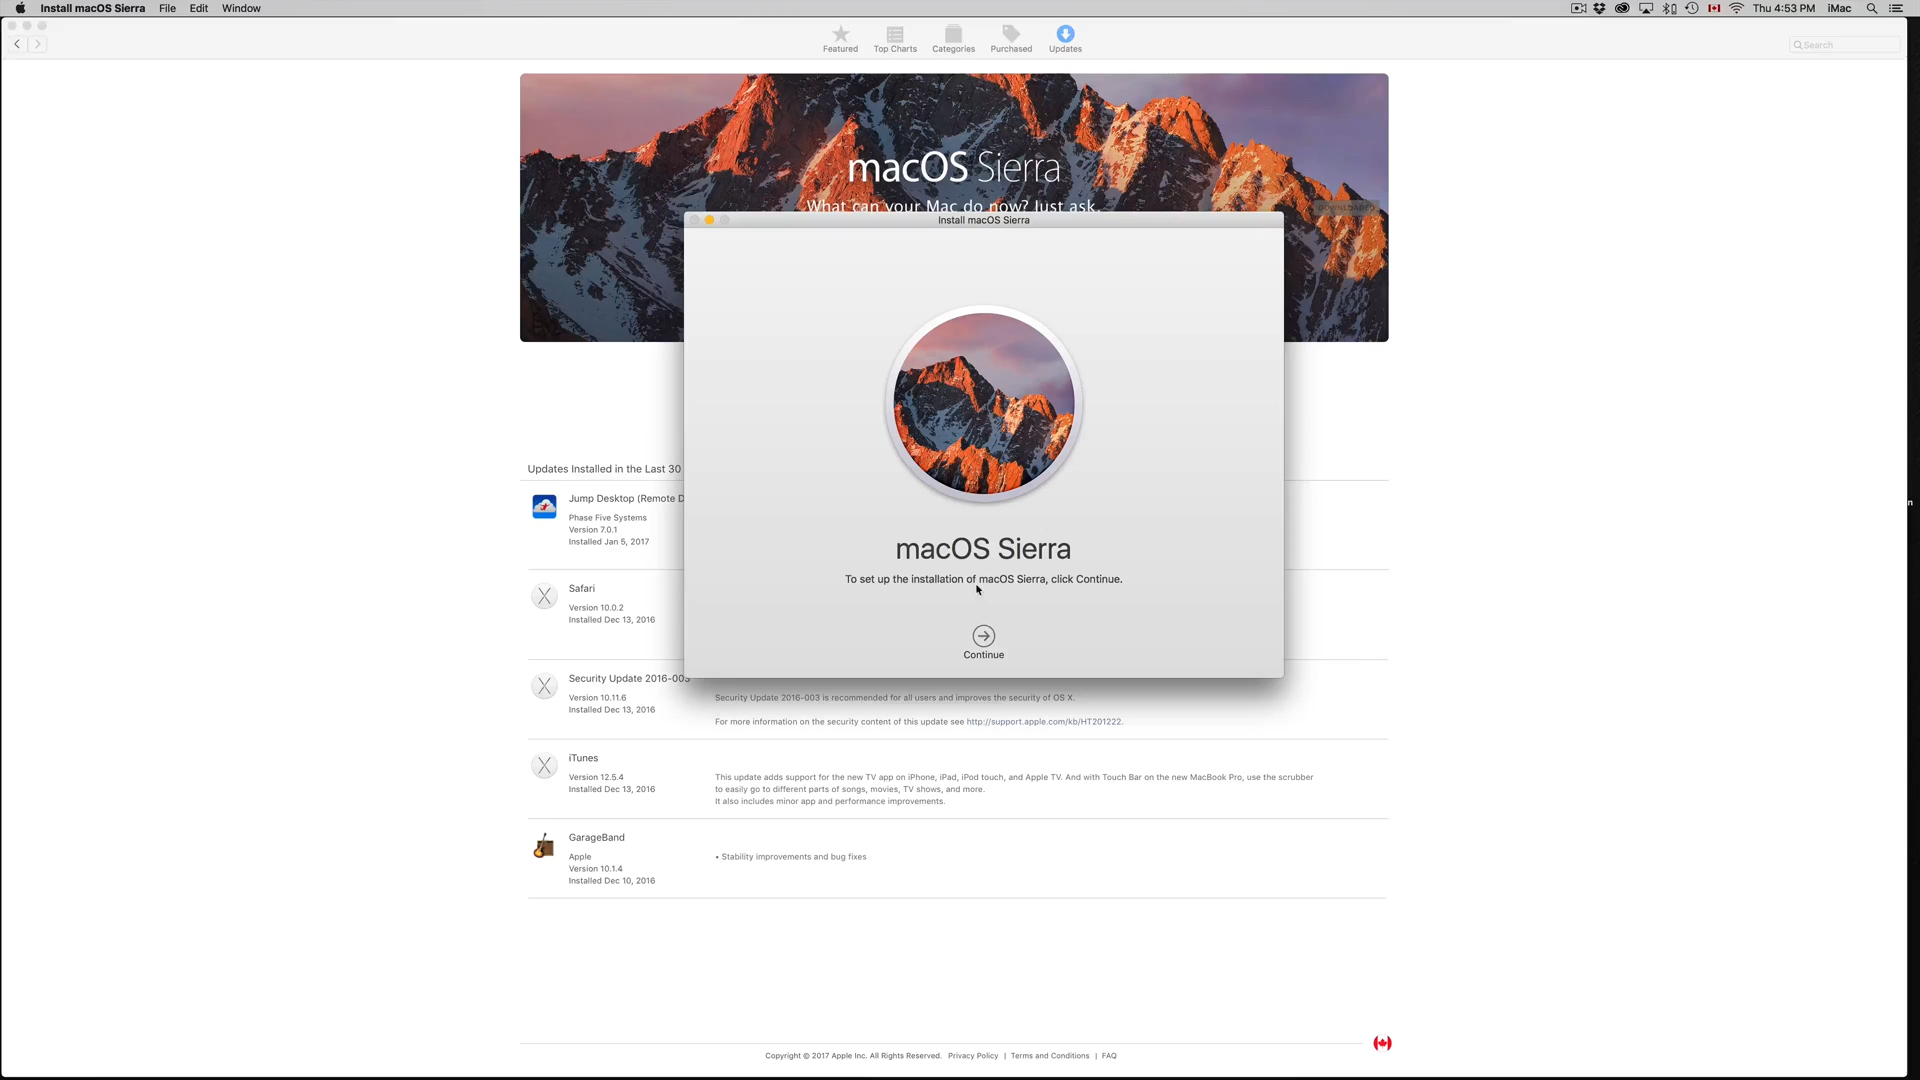 Install macOS Sierra File Edit Window Thu 4:53 PM iMac
Featured Top Charts Categories Purchased Updates Search
macOS Sierra
What can your Mac do now? Just ask.
DOWNLOADED
Install macOS Sierra
macOS Sierra
To set up the installation of macOS Sierra, click Continue.
Continue
Updates Installed in the Last 30
Jump Desktop (Remote D
Phase Five Systems
Version 7.0.1
Installed Jan 5, 2017
Safari
Version 10.0.2
Installed Dec 13, 2016
Security Update 2016-003
Version 10.11.6
Installed Dec 13, 2016
Security Update 2016-003 is recommended for all users and improves the security of OS X.
For more information on the security content of this update see http://support.apple.com/kb/HT201222.
iTunes
Version 12.5.4
Installed Dec 13, 2016
This update adds support for the new TV app on iPhone, iPad, iPod touch, and Apple TV. And with Touch Bar on the new MacBook Pro, use the scrubber
to easily go to different parts of songs, movies, TV shows, and more.
It also includes minor app and performance improvements.
GarageBand
Apple
Version 10.1.4
Installed Dec 10, 2016
• Stability improvements and bug fixes
Copyright © 2017 Apple Inc. All Rights Reserved. Privacy Policy | Terms and Conditions | FAQ